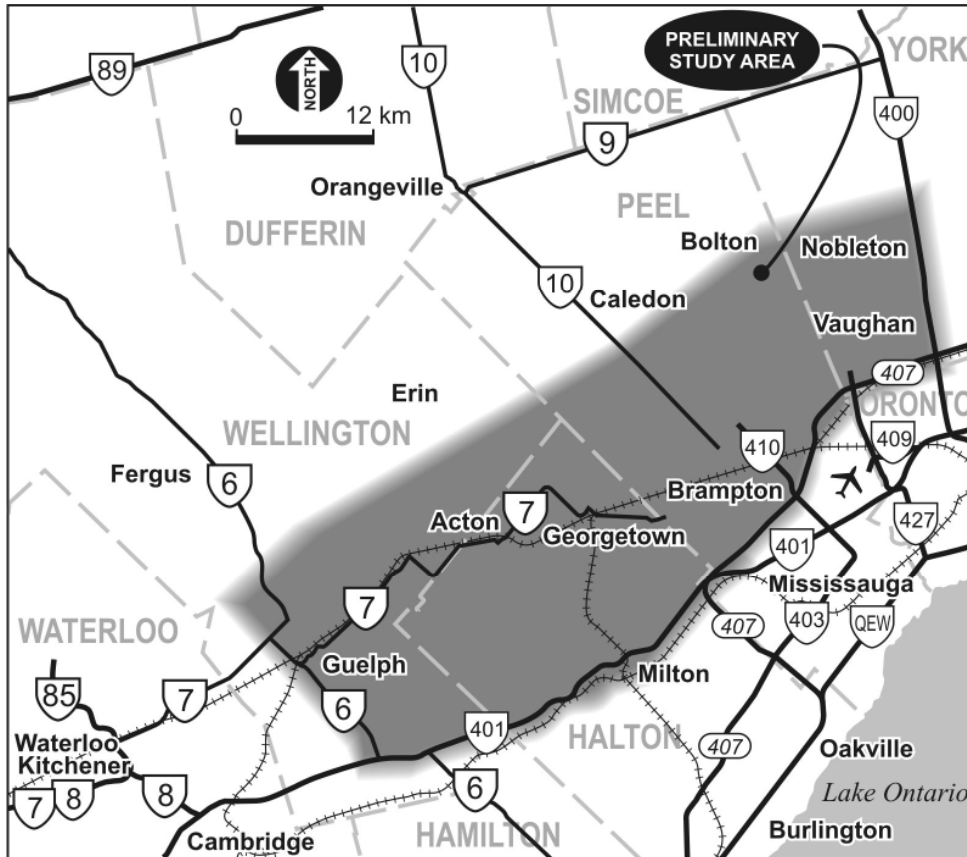 PRELIMINARY
STUDY AREA
YORK
89
10
NORTH
0 12 km
SIMCOE
400
9
Orangeville
PEEL
DUFFERIN
Bolton
Nobleton
10
Caledon
Vaughan
407
Erin
ORONTO
WELLINGTON
409
410
Fergus
6
Brampton
7
Acton
Georgetown
427
401
Mississauga
7
403
QEW
WATERLOO
407
Guelph
Milton
85
7
6
401
HALTON
407
Waterloo
Kitchener
Oakville
7
8
8
6
Lake Ontario
Cambridge
HAMILTON
Burlington